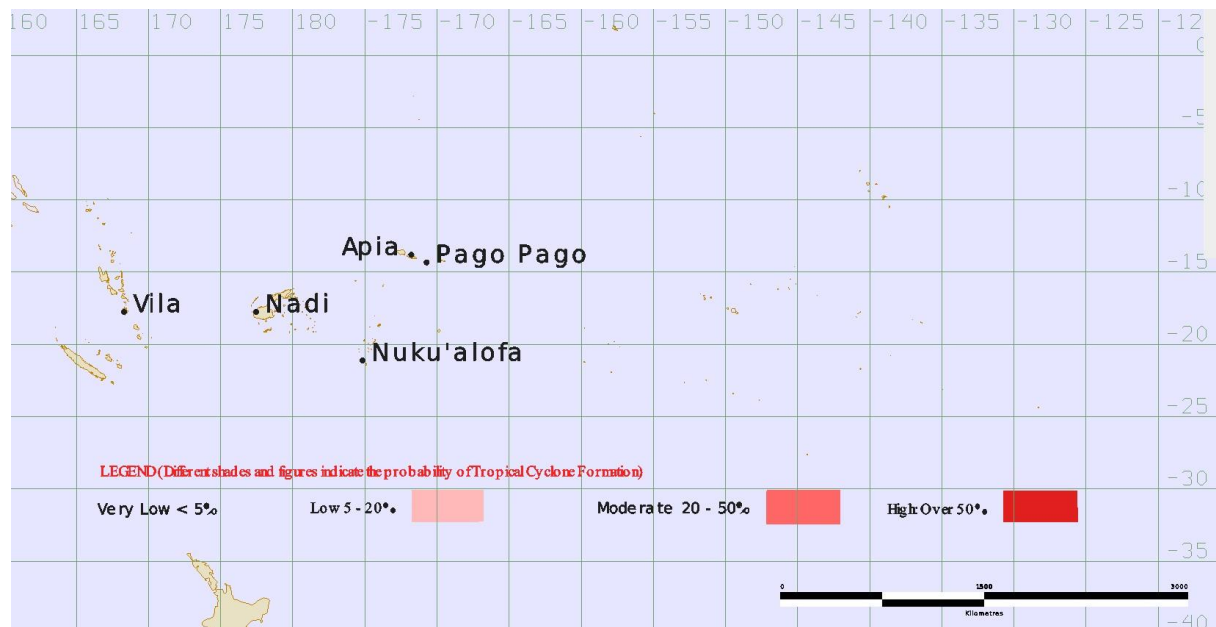 160 165 170 175 180 -175 -170 -160 -155 -150 -145 -140 -130 -125 -12
0
-5
-10
Apia Pago Pago
-15
Vila Nadi
-20
Nuku'alofa
-25
LEGEND(Different shades and figures indicate the probability of Tropical Cyclone Formation)
-30
Very Low < 5% Low 5 - 20% Moderate 20 - 50% High: Over 50%
-35
0 1500 3000
Kilometres
-40